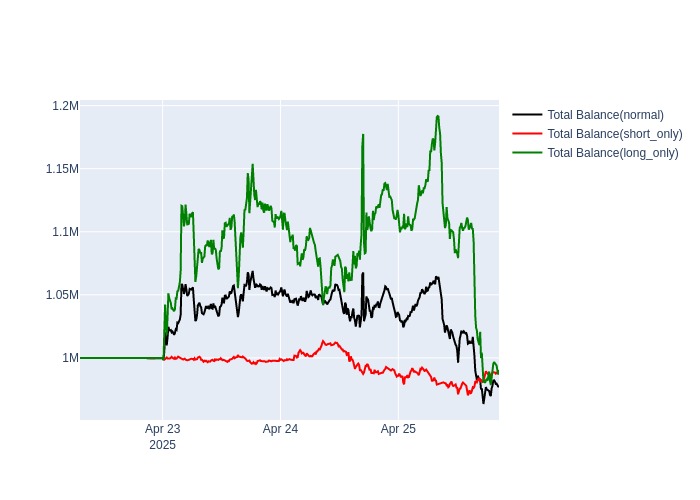 1.2M
1.15M
1.1M
1.05M
1M
Apr 23
2025
Apr 24
Apr 25
Total Balance(normal)
Total Balance(short_only)
Total Balance(long_only)